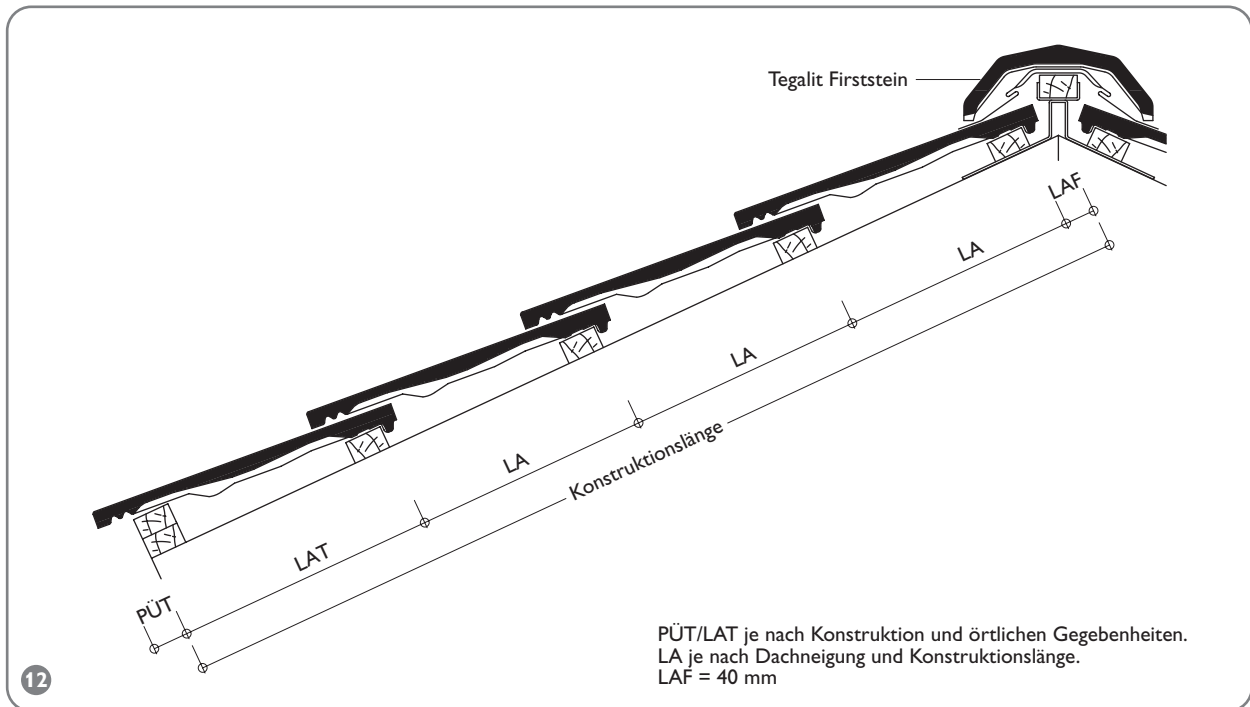 Tegalit Firststein
LAF
LA
LA
LA
Konstruktionslänge
LAT
PÜT
PÜT/LAT je nach Konstruktion und örtlichen Gegebenheiten.
LA je nach Dachneigung und Konstruktionslänge.
LAF = 40 mm
12